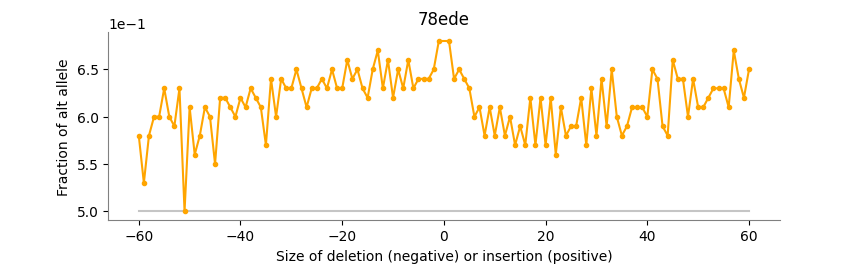 78ede
1e−1
Fraction of alt allele
6.5
6.0
5.5
5.0
−60 −40 −20 0 20 40 60
Size of deletion (negative) or insertion (positive)